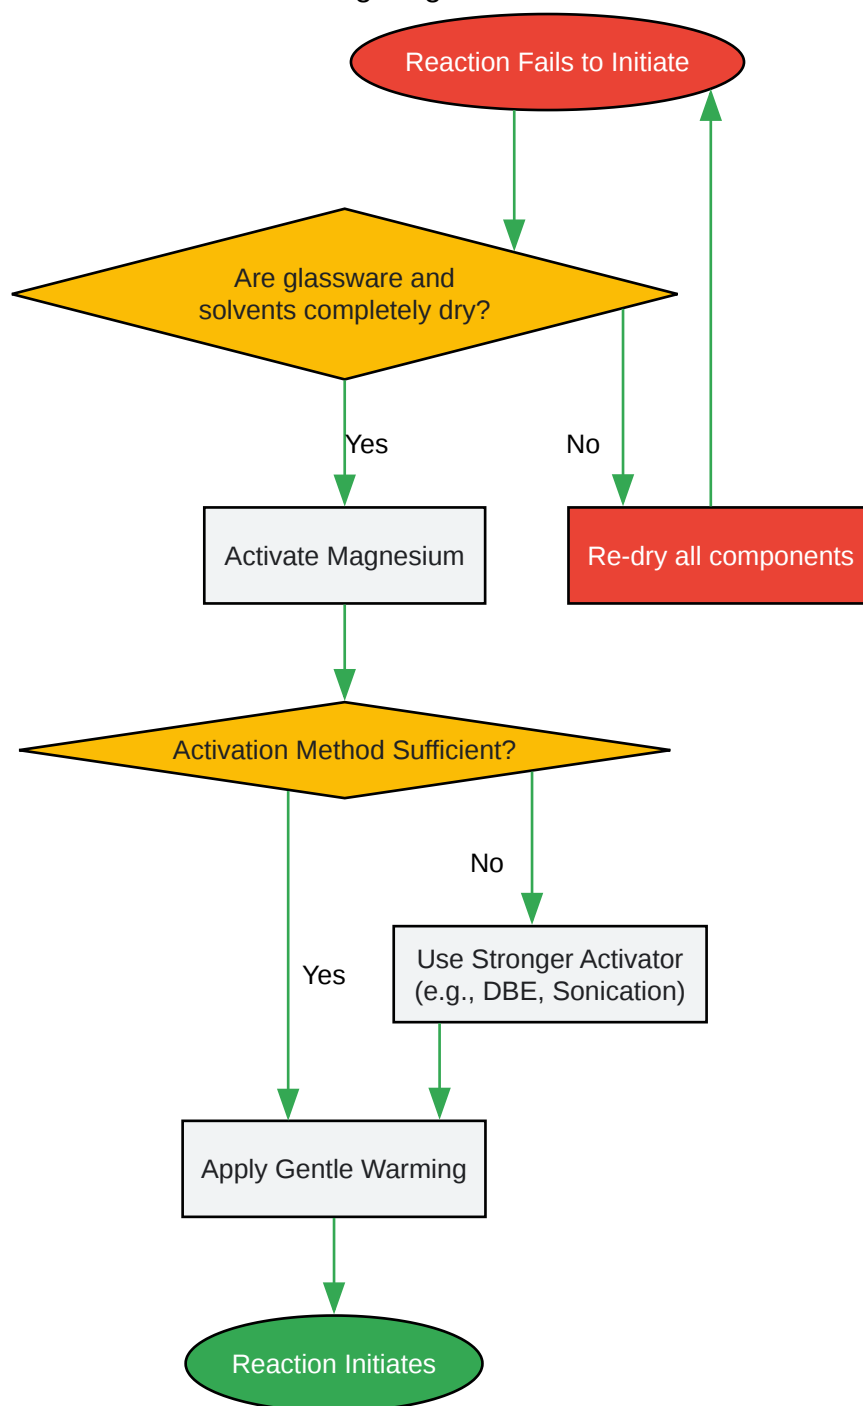 Reaction Fails to Initiate
Are glassware and
solvents completely dry?
Yes
No
Activate Magnesium
Re-dry all components
Activation Method Sufficient?
No
Use Stronger Activator
(e.g., DBE, Sonication)
Yes
Apply Gentle Warming
Reaction Initiates